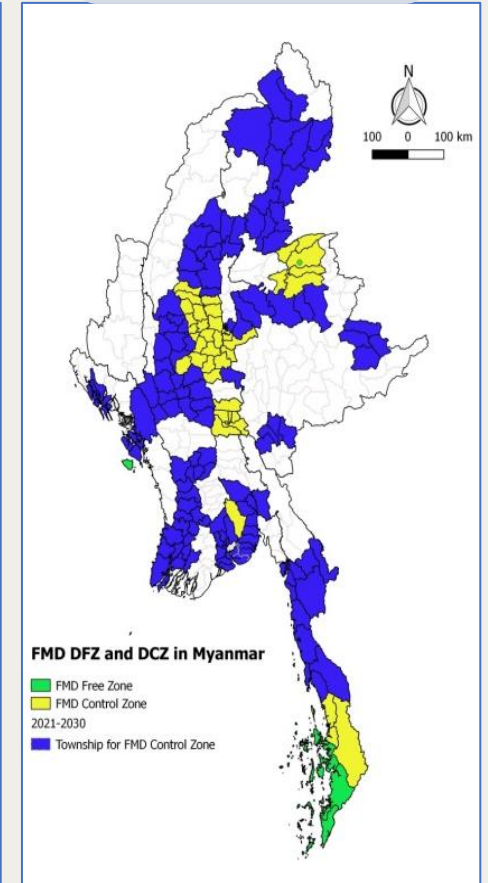 N
100 0 100 km
FMD DFZ and DCZ in Myanmar
FMD Free Zone
FMD Control Zone
2021-2030
Township for FMD Control Zone